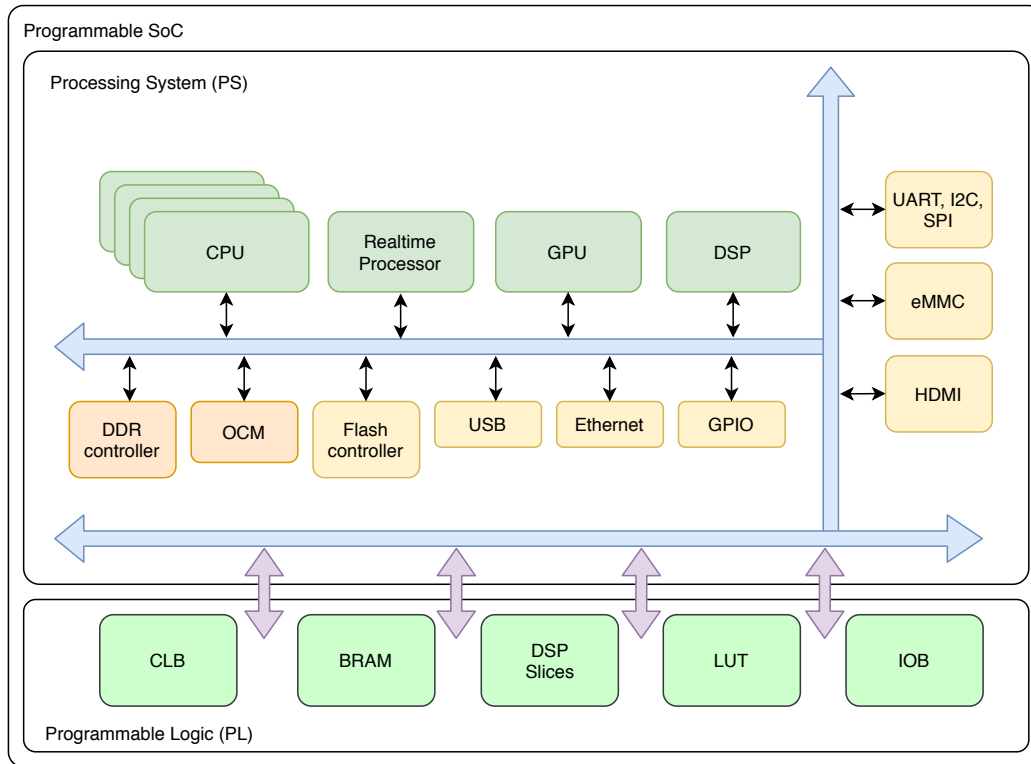 Programmable SoC
Processing System (PS)
CPU
Realtime
Processor
GPU
DSP
UART, I2C,
SPI
eMMC
HDMI
DDR
controller
OCM
Flash
controller
USB
Ethernet
GPIO
CLB
BRAM
DSP
Slices
LUT
IOB
Programmable Logic (PL)